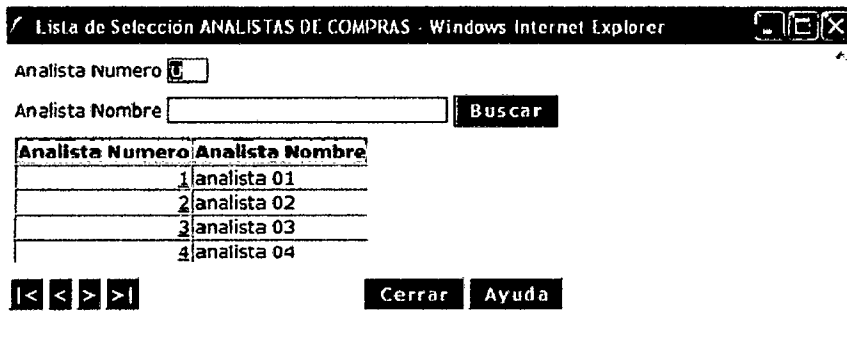 Lista de Selección ANALISTAS DE COMPRAS - Windows Internet Explorer
Analista Numero 0
Analista Nombre Buscar
Analista Numero Analista Nombre
1 analista 01
2 analista 02
3 analista 03
4 analista 04
|< < > >| Cerrar Ayuda